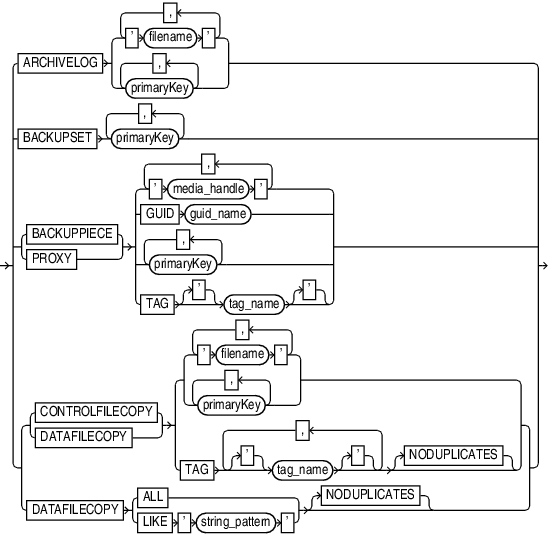 ,
' filename '
ARCHIVELOG
,
primaryKey
,
BACKUPSET primaryKey
,
' media_handle '
GUID guid_name
BACKUPPIECE
,
PROXY
primaryKey
' '
TAG tag_name
,
' filename '
,
primaryKey
CONTROLFILECOPY
DATAFILECOPY
,
' ' NODUPLICATES
TAG tag_name
ALL NODUPLICATES
DATAFILECOPY
LIKE ' string_pattern '